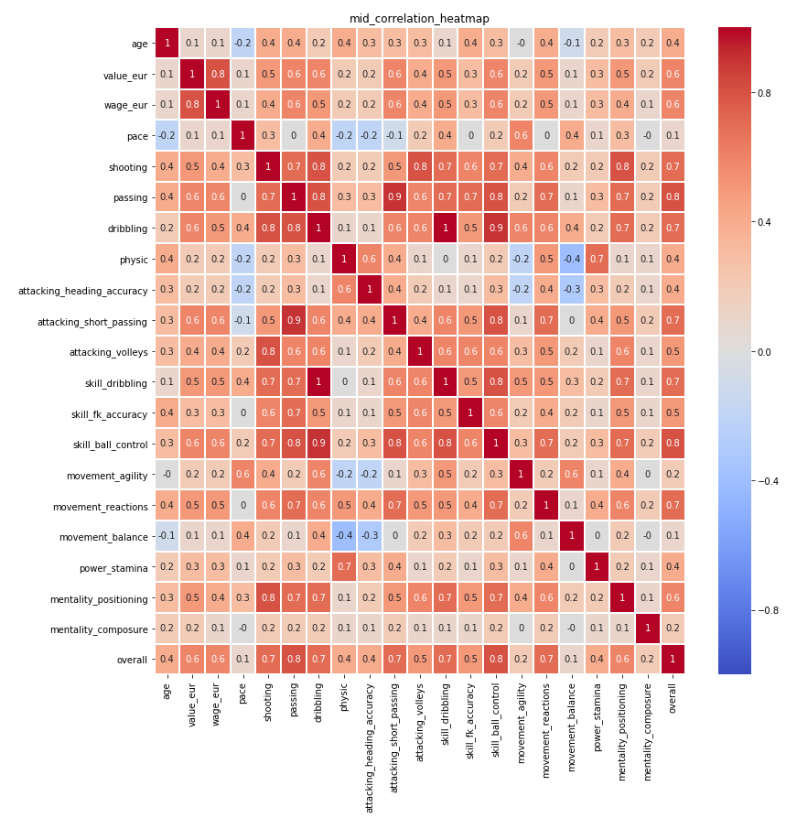 mid_correlation_heatmap
age 1 0.1 0.1 -0.2 0.4 0.4 0.2 0.4 0.3 0.3 0.3 0.1 0.4 0.3 -0 0.4 -0.1 0.2 0.3 0.2 0.4
value_eur 0.1 1 0.8 0.1 0.5 0.6 0.6 0.2 0.2 0.6 0.4 0.5 0.3 0.6 0.2 0.5 0.1 0.3 0.5 0.2 0.6
wage_eur 0.1 0.8 1 0.1 0.4 0.6 0.5 0.2 0.2 0.6 0.4 0.5 0.3 0.6 0.2 0.5 0.1 0.3 0.4 0.1 0.6
pace -0.2 0.1 0.1 1 0.3 0 0.4 -0.2 -0.2 -0.1 0.2 0.4 0 0.2 0.6 0 0.4 0.1 0.3 -0 0.1
shooting 0.4 0.5 0.4 0.3 1 0.7 0.8 0.2 0.2 0.5 0.8 0.7 0.6 0.7 0.4 0.6 0.2 0.2 0.8 0.2 0.7
passing 0.4 0.6 0.6 0 0.7 1 0.8 0.3 0.3 0.9 0.6 0.7 0.7 0.8 0.2 0.7 0.1 0.3 0.7 0.2 0.8
dribbling 0.2 0.6 0.5 0.4 0.8 0.8 1 0.1 0.1 0.6 0.6 1 0.5 0.9 0.6 0.6 0.4 0.2 0.7 0.2 0.7
physic 0.4 0.2 0.2 -0.2 0.2 0.3 0.1 1 0.6 0.4 0.1 0 0.1 0.2 -0.2 0.5 -0.4 0.7 0.1 0.1 0.4
attacking_heading_accuracy 0.3 0.2 0.2 -0.2 0.2 0.3 0.1 0.6 1 0.4 0.2 0.1 0.1 0.3 -0.2 0.4 -0.3 0.3 0.2 0.1 0.4
attacking_short_passing 0.3 0.6 0.6 -0.1 0.5 0.9 0.6 0.4 0.4 1 0.4 0.6 0.5 0.8 0.1 0.7 0 0.4 0.5 0.2 0.7
attacking_volleys 0.3 0.4 0.4 0.2 0.8 0.6 0.6 0.1 0.2 0.4 1 0.6 0.6 0.6 0.3 0.5 0.2 0.1 0.6 0.1 0.5
skill_dribbling 0.1 0.5 0.5 0.4 0.7 0.7 1 0 0.1 0.6 0.6 1 0.5 0.8 0.5 0.5 0.3 0.2 0.7 0.1 0.7
skill_fk_accuracy 0.4 0.3 0.3 0 0.6 0.7 0.5 0.1 0.1 0.5 0.6 0.5 1 0.6 0.2 0.4 0.2 0.1 0.5 0.1 0.5
skill_ball_control 0.3 0.6 0.6 0.2 0.7 0.8 0.9 0.2 0.3 0.8 0.6 0.8 0.6 1 0.3 0.7 0.2 0.3 0.7 0.2 0.8
movement_agility -0 0.2 0.2 0.6 0.4 0.2 0.6 -0.2 -0.2 0.1 0.3 0.5 0.2 0.3 1 0.2 0.6 0.1 0.4 0 0.2
movement_reactions 0.4 0.5 0.5 0 0.6 0.7 0.6 0.5 0.4 0.7 0.5 0.5 0.4 0.7 0.2 1 0.1 0.4 0.6 0.2 0.7
movement_balance -0.1 0.1 0.1 0.4 0.2 0.1 0.4 -0.4 -0.3 0 0.2 0.3 0.2 0.2 0.6 0.1 1 0 0.2 -0 0.1
power_stamina 0.2 0.3 0.3 0.1 0.2 0.3 0.2 0.7 0.3 0.4 0.1 0.2 0.1 0.3 0.1 0.4 0 1 0.2 0.1 0.4
mentality_positioning 0.3 0.5 0.4 0.3 0.8 0.7 0.7 0.1 0.2 0.5 0.6 0.7 0.5 0.7 0.4 0.6 0.2 0.2 1 0.1 0.6
mentality_composure 0.2 0.2 0.1 -0 0.2 0.2 0.2 0.1 0.1 0.2 0.1 0.1 0.1 0.2 0 0.2 -0 0.1 0.1 1 0.2
overall 0.4 0.6 0.6 0.1 0.7 0.8 0.7 0.4 0.4 0.7 0.5 0.7 0.5 0.8 0.2 0.7 0.1 0.4 0.6 0.2 1
age
value_eur
wage_eur
pace
shooting
passing
dribbling
physic
attacking_heading_accuracy
attacking_short_passing
attacking_volleys
skill_dribbling
skill_fk_accuracy
skill_ball_control
movement_agility
movement_reactions
movement_balance
power_stamina
mentality_positioning
mentality_composure
overall
0.8
0.4
0.0
−0.4
−0.8